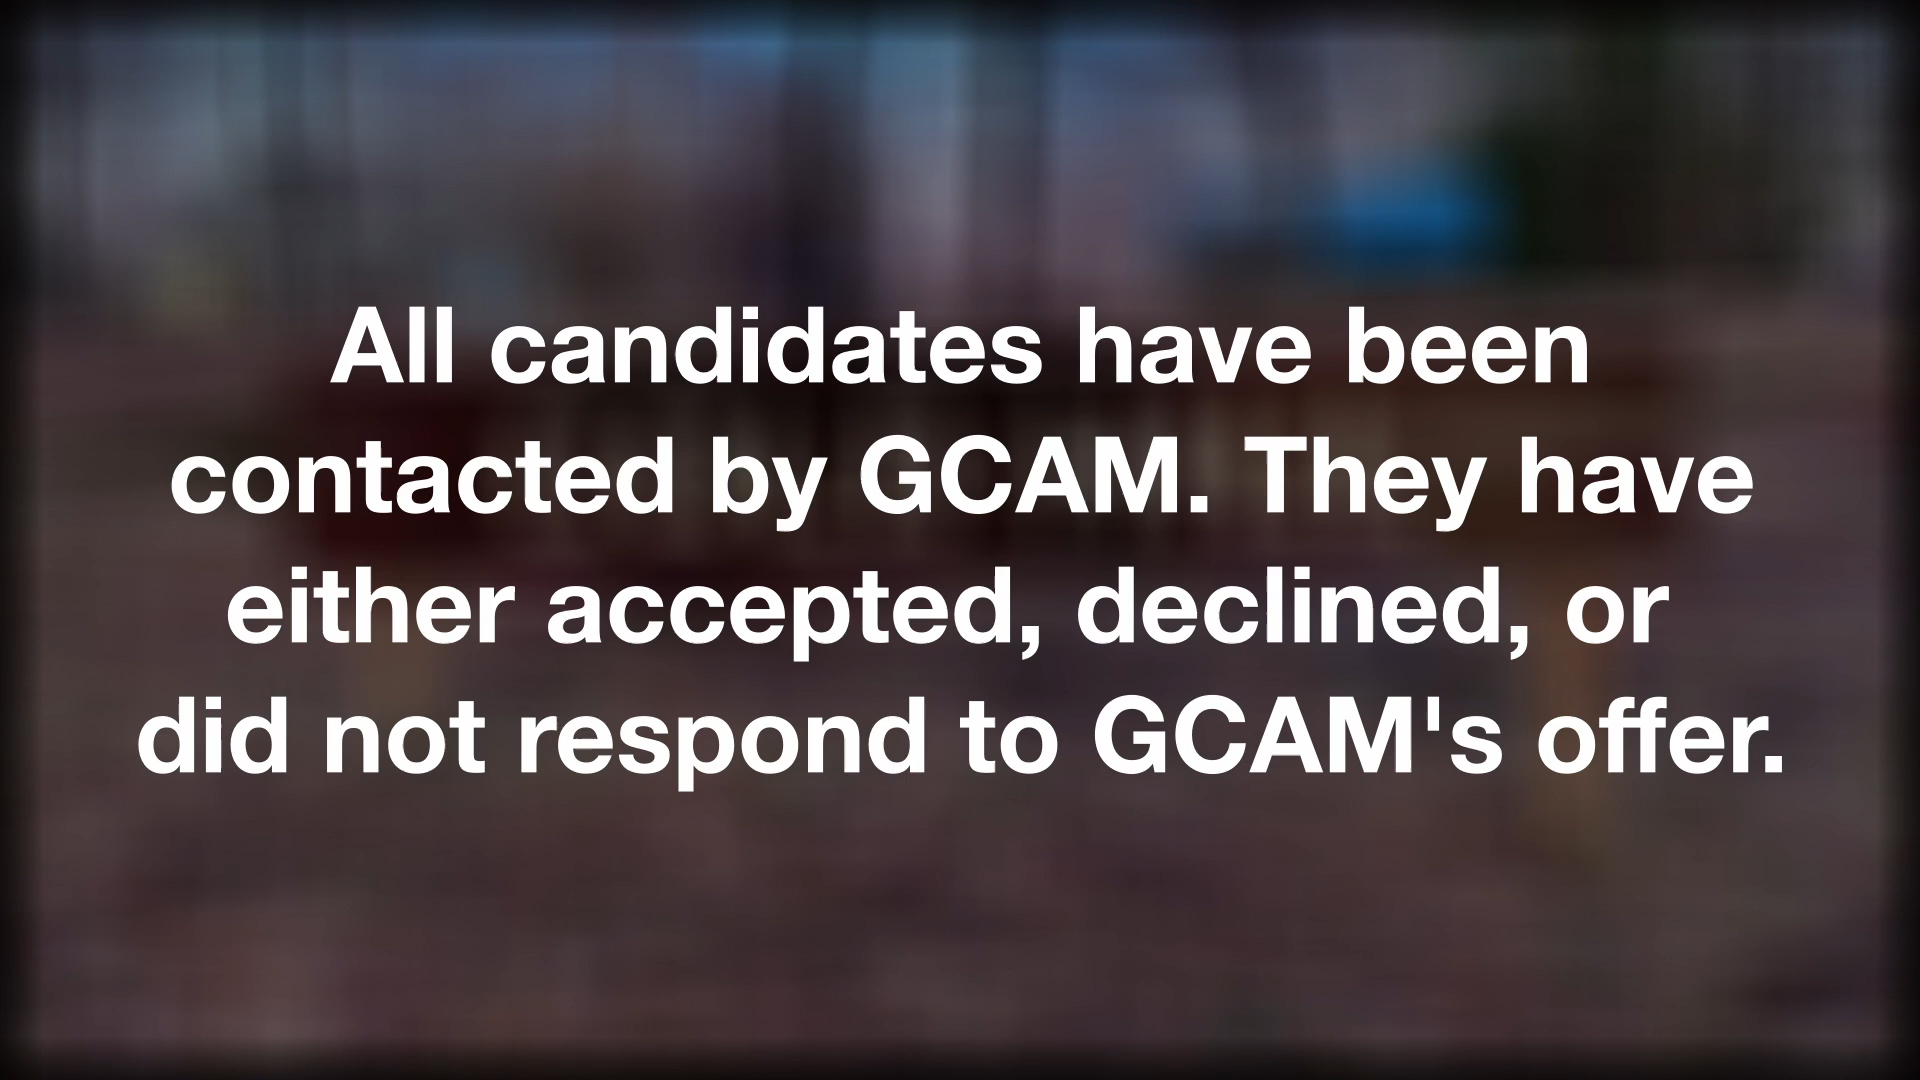 All candidates have been
contacted by GCAM. They have
either accepted, declined, or
did not respond to GCAM's offer.